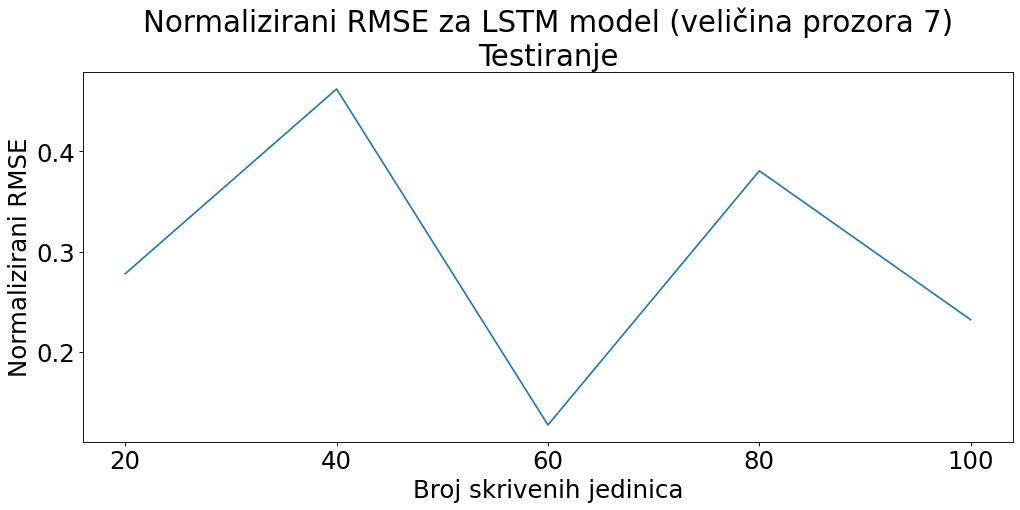 Normalizirani RMSE za LSTM model (veličina prozora 7)
Testiranje
Normalizirani RMSE
0.4
0.3
0.2
20 40 60 80 100
Broj skrivenih jedinica